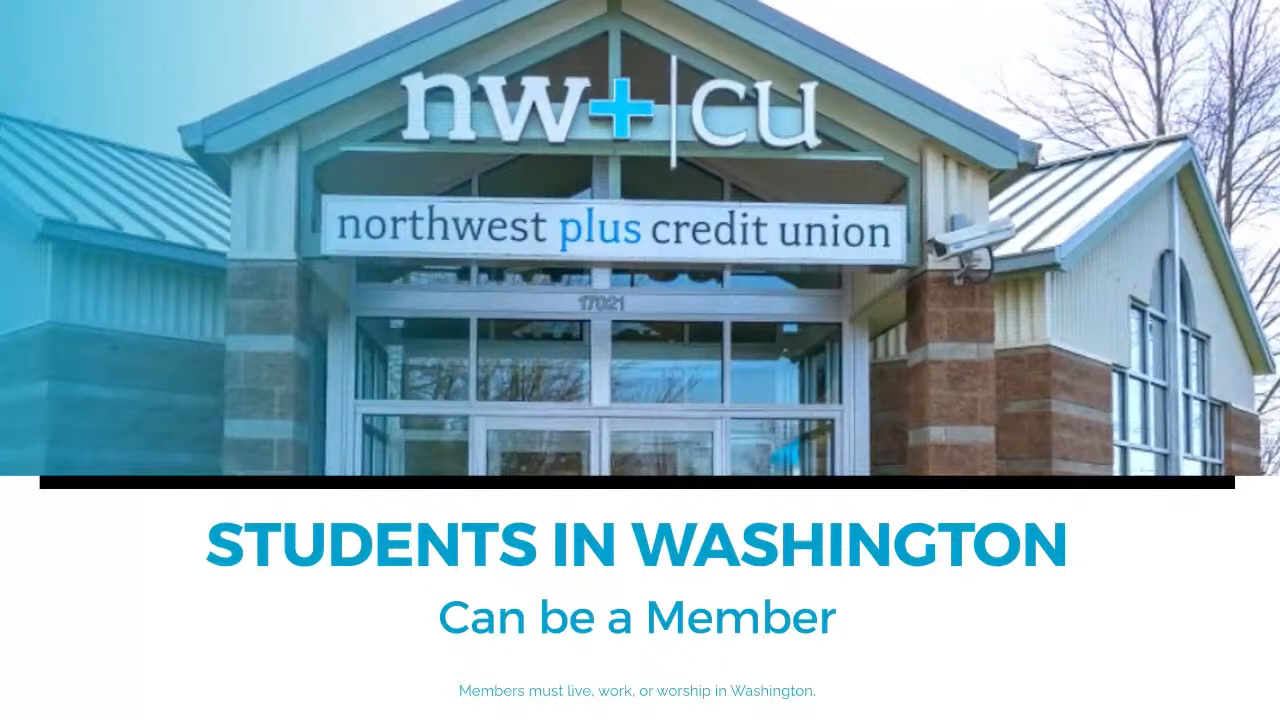 nw+|cu
northwest plus credit union
17021
STUDENTS IN WASHINGTON
Can be a Member
Members must live, work, or worship in Washington.